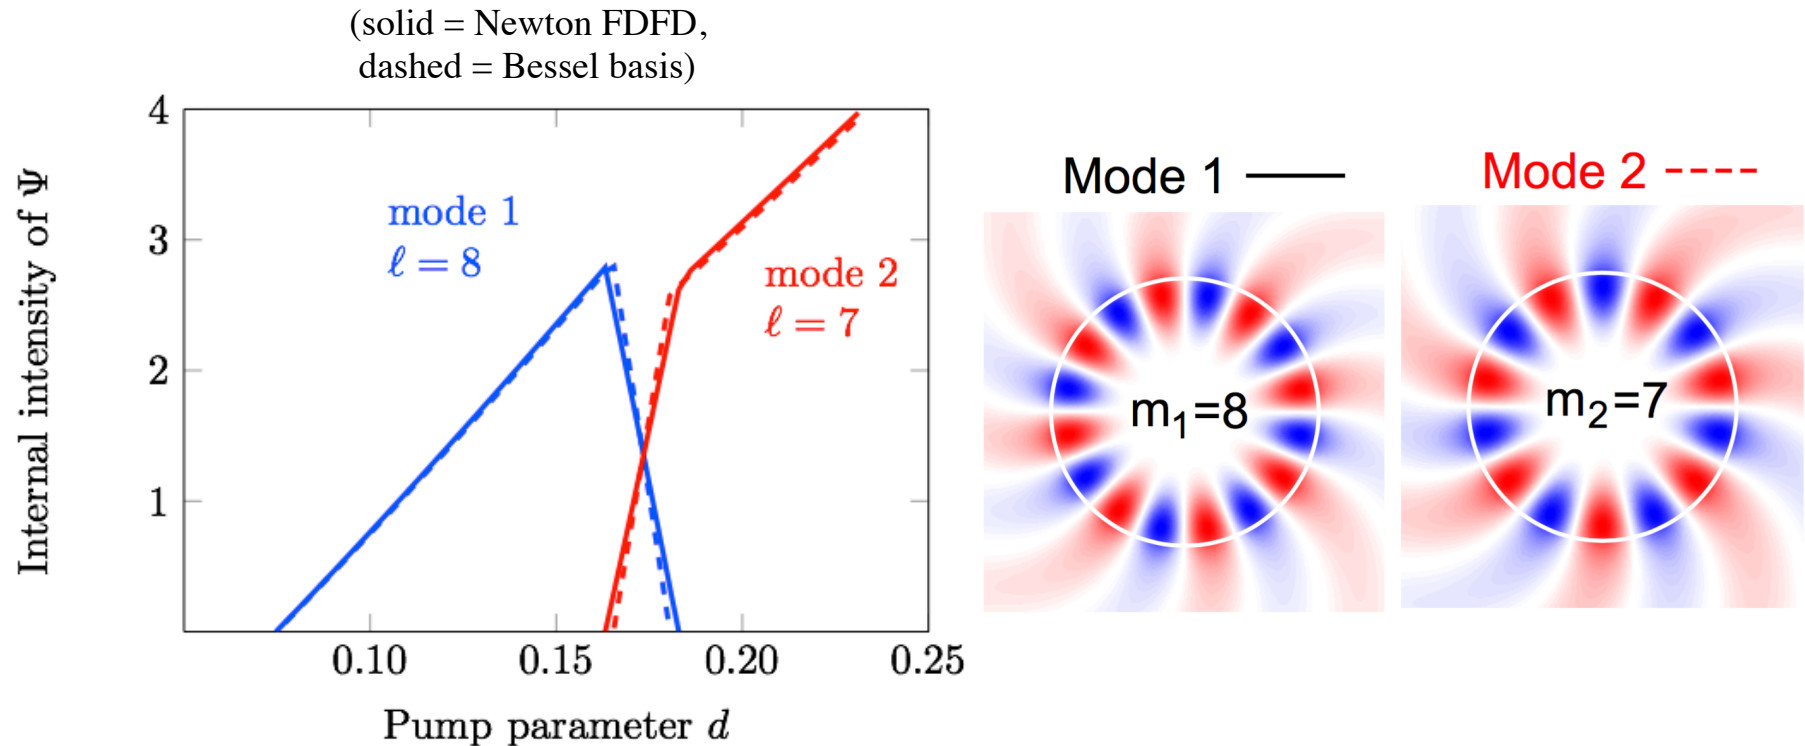 (solid = Newton FDFD,
dashed = Bessel basis)
4
3
2
1
Internal intensity of Ψ
mode 1
ℓ = 8
mode 2
ℓ = 7
0.10
0.15
0.20
0.25
Pump parameter d
Mode 1
m₁=8
Mode 2
m₂=7